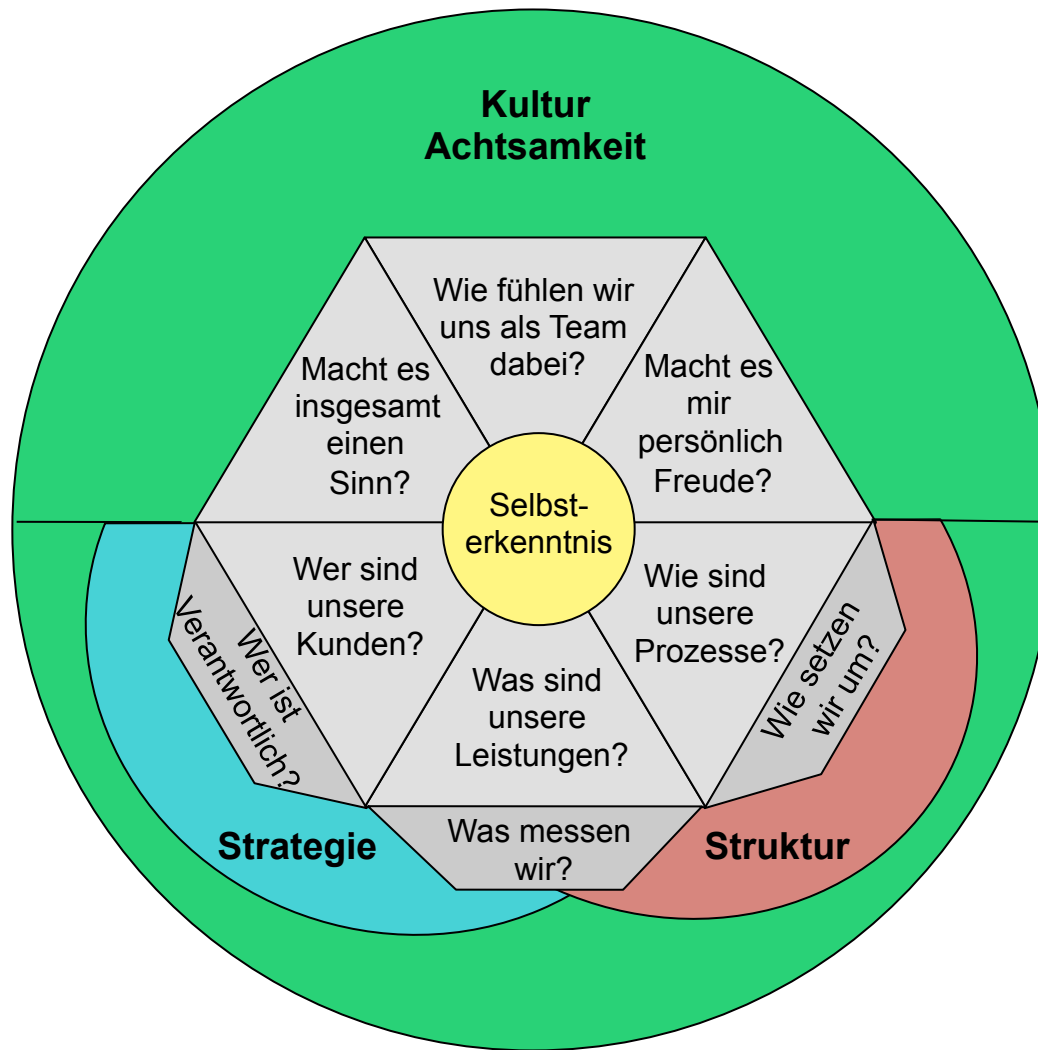 Kultur
Achtsamkeit
Wie fühlen wir
uns als Team
dabei?
Macht es
insgesamt
einen
Sinn?
Macht es
mir
persönlich
Freude?
Selbst-
erkenntnis
Wer sind
unsere
Kunden?
Wie sind
unsere
Prozesse?
Was sind
unsere
Leistungen?
Wer ist
Verantwortlich?
Wie setzen
wir um?
Was messen
wir?
Strategie
Struktur